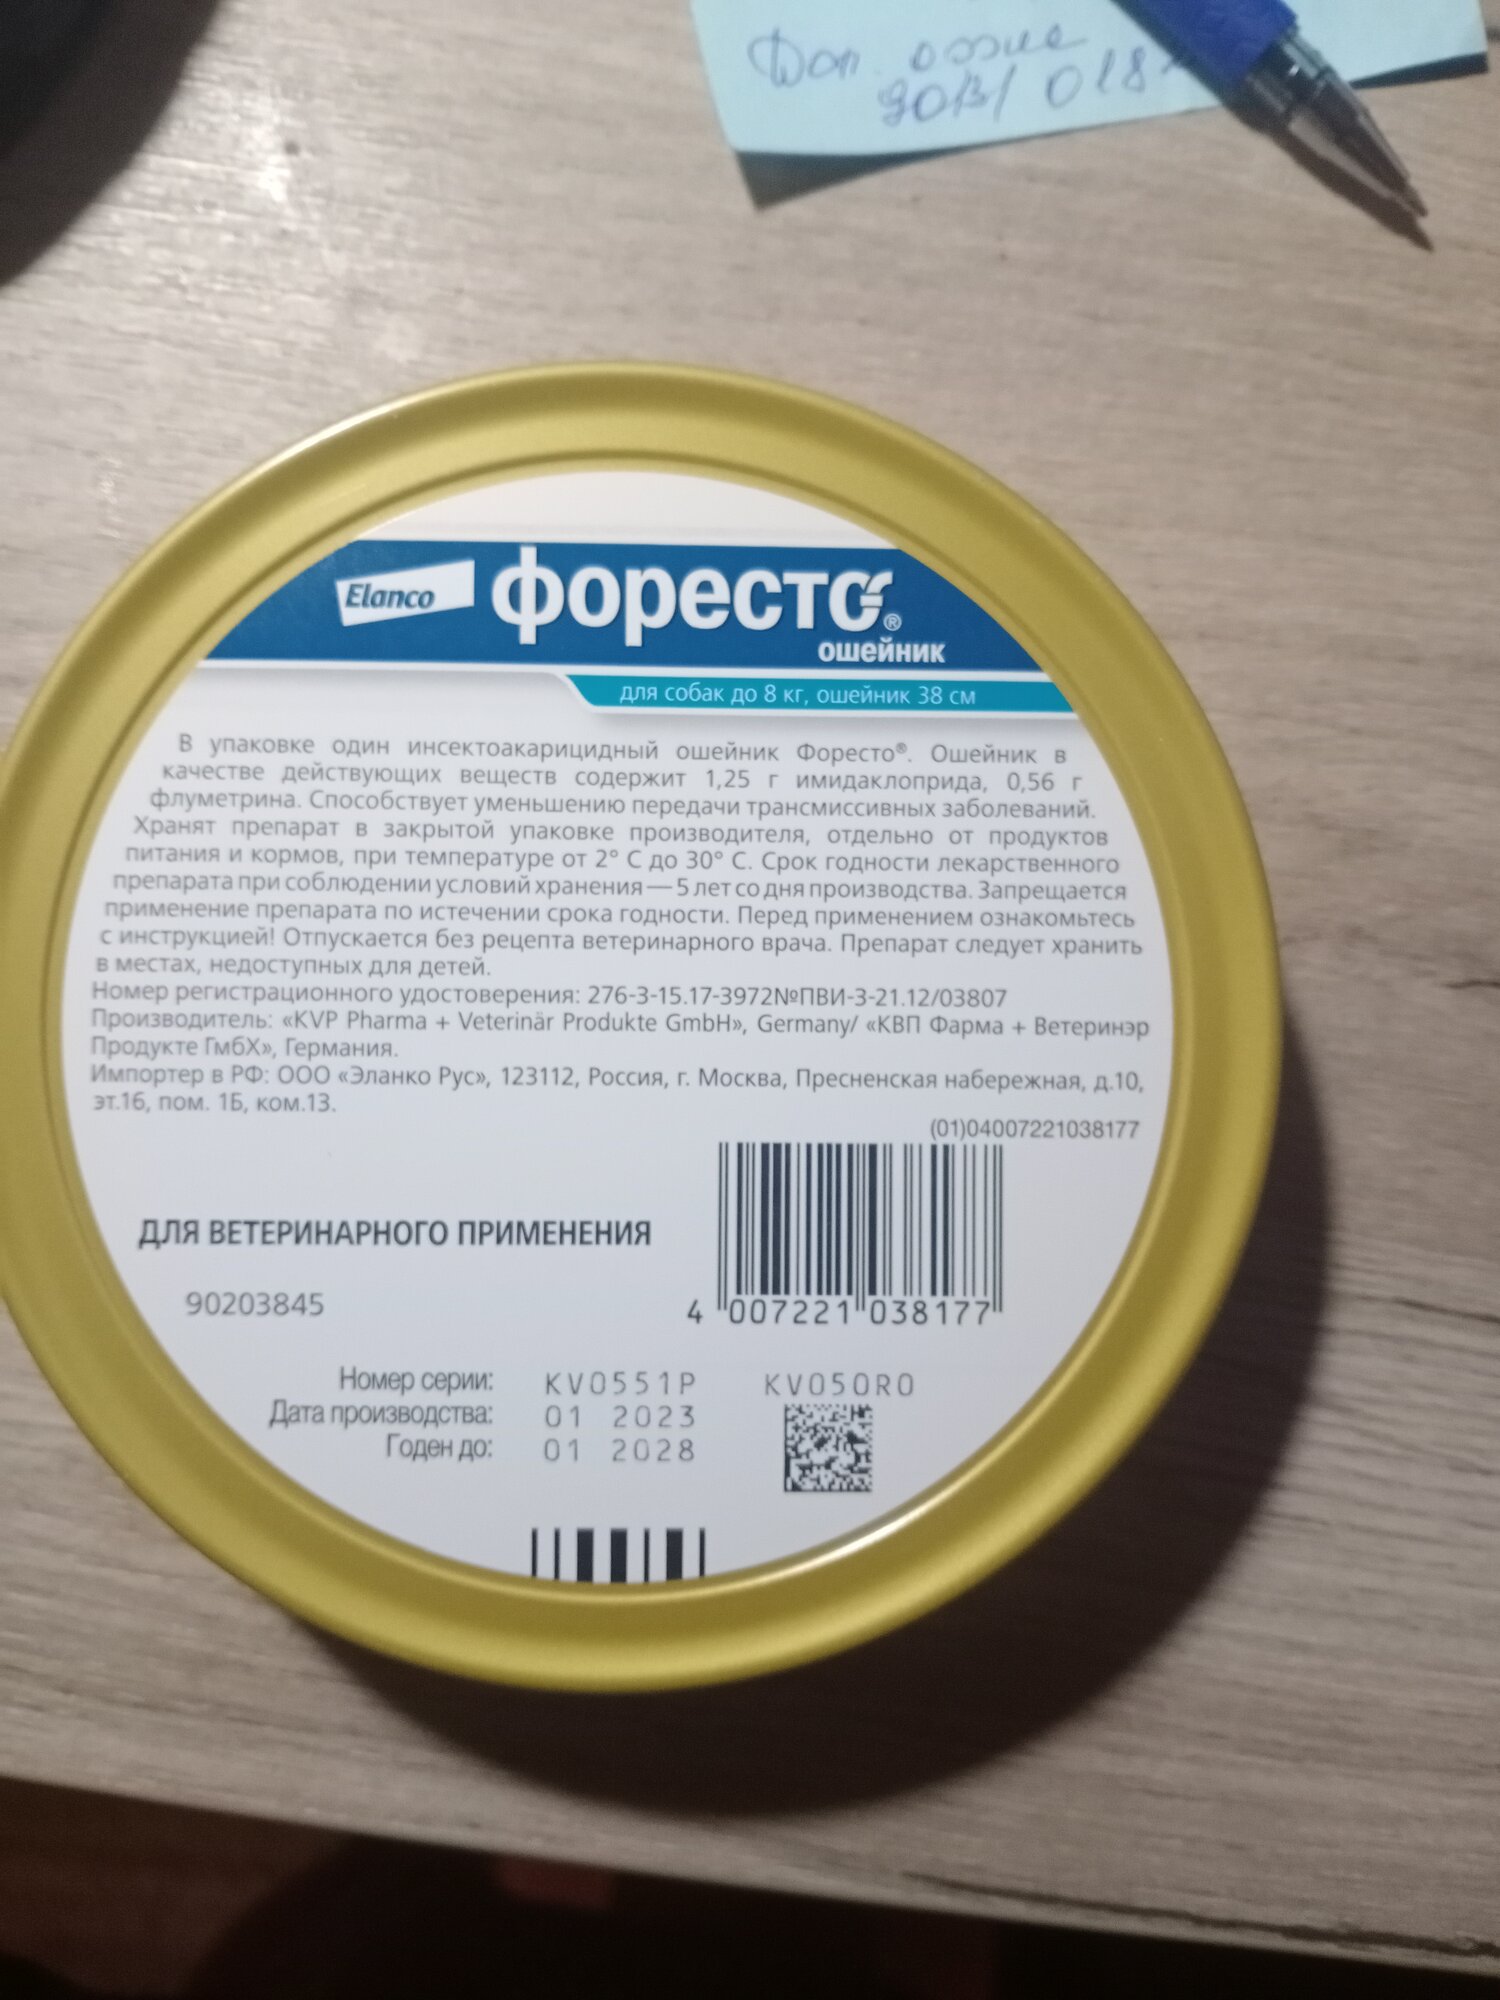 Доп.
Elanco
форесто®
ошейник
для собак до 8 кг, ошейник 38 см
В упаковке один инсектоакарицидный ошейник Форесто®. Ошейник в
качестве действующих веществ содержит 1,25 г имидаклоприда, 0,56 г
флуметрина. Способствует уменьшению передачи трансмиссивных заболеваний.
Хранят препарат в закрытой упаковке производителя, отдельно от продуктов
питания и кормов, при температуре от 2° С до 30° С. Срок годности лекарственного
препарата при соблюдении условий хранения — 5 лет со дня производства. Запрещается
применение препарата по истечении срока годности. Перед применением ознакомьтесь
с инструкцией! Отпускается без рецепта ветеринарного врача. Препарат следует хранить
в местах, недоступных для детей.
Номер регистрационного удостоверения: 276-3-15.17-3972№ПВИ-3-21.12/03807
Производитель: «KVP Pharma + Veterinär Produkte GmbH», Germany/ «КВП Фарма + Ветеринэр
Продукте ГмбХ», Германия.
Импортер в РФ: ООО «Эланко Рус», 123112, Россия, г. Москва, Пресненская набережная, д.10,
эт.16, пом. 1Б, ком.13.
(01)04007221038177
ДЛЯ ВЕТЕРИНАРНОГО ПРИМЕНЕНИЯ
90203845
4 007221 038177
Номер серии: KV0551P KV050R0
Дата производства: 01 2023
Годен до: 01 2028